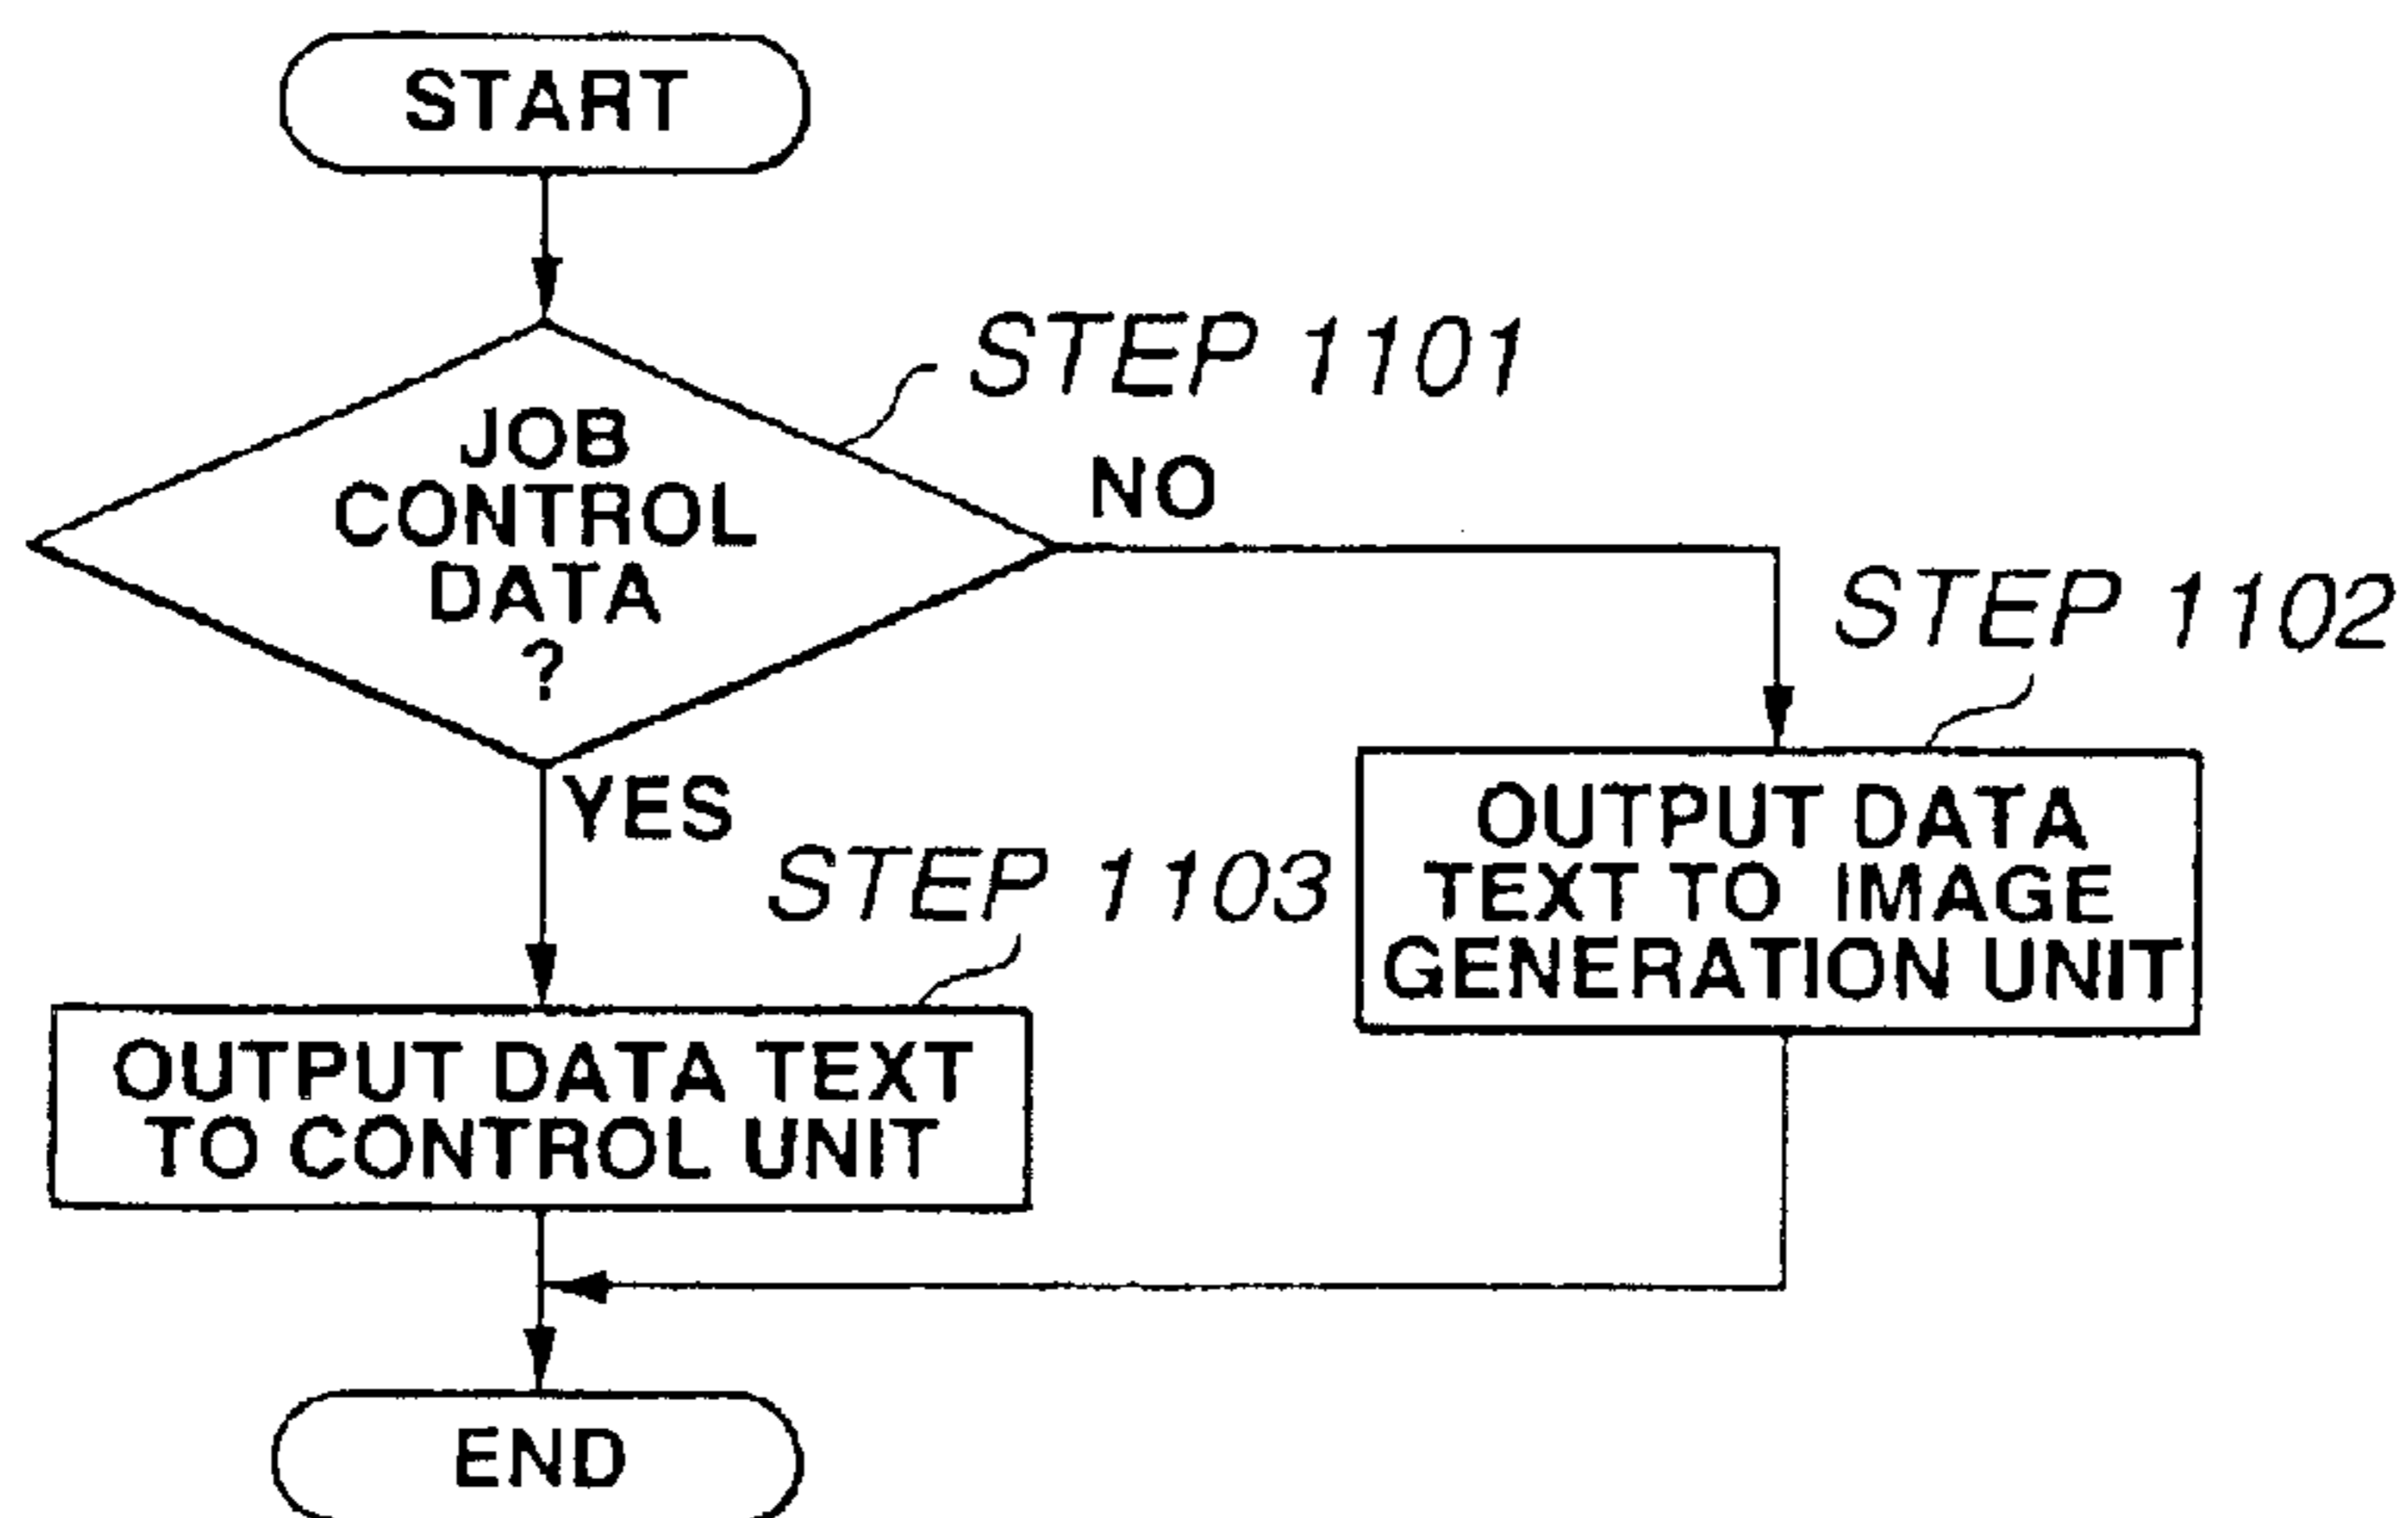 START
STEP 1101
JOB
CONTROL
DATA
?
NO
STEP 1102
YES
STEP 1103
OUTPUT DATA
TEXT TO IMAGE
GENERATION UNIT
OUTPUT DATA TEXT
TO CONTROL UNIT
END